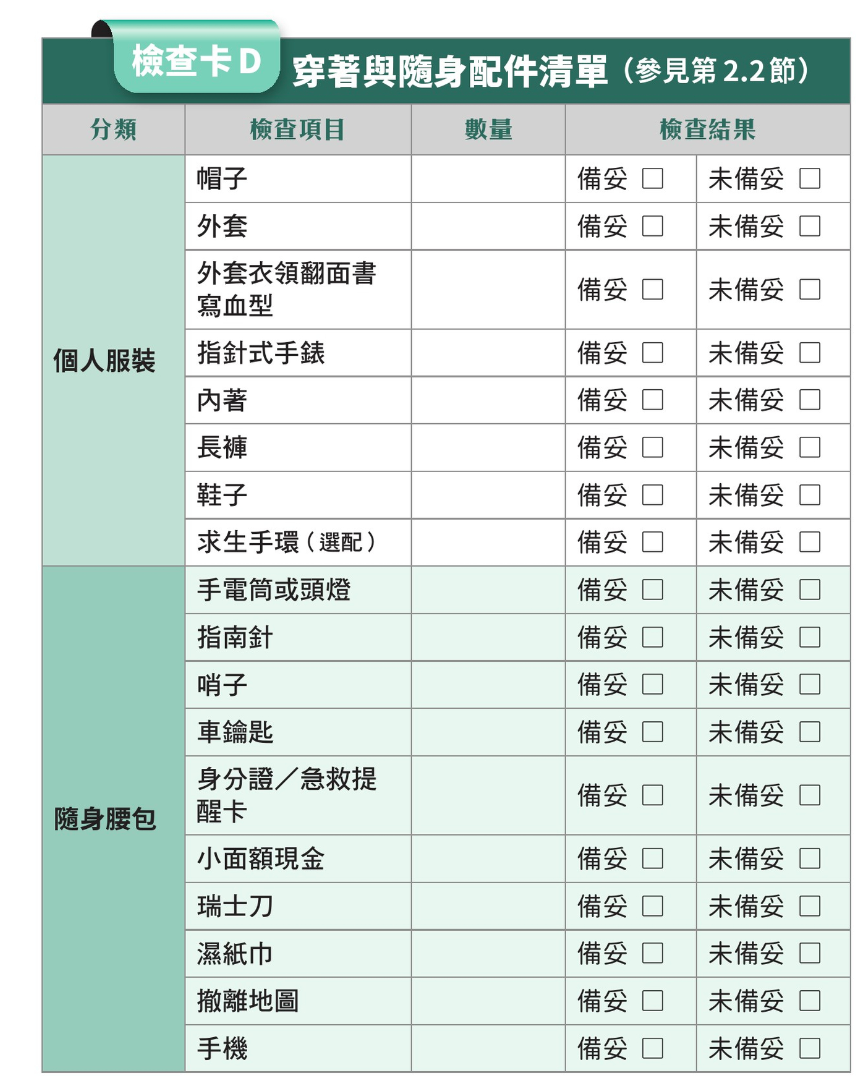 檢查卡D 穿著與隨身配件清單（參見第2.2節）
分類 檢查項目 數量 檢查結果
個人服裝
帽子 備妥 □ 未備妥 □
外套 備妥 □ 未備妥 □
外套衣領翻面書
寫血型 備妥 □ 未備妥 □
指針式手錶 備妥 □ 未備妥 □
內著 備妥 □ 未備妥 □
長褲 備妥 □ 未備妥 □
鞋子 備妥 □ 未備妥 □
求生手環（選配） 備妥 □ 未備妥 □
隨身腰包
手電筒或頭燈 備妥 □ 未備妥 □
指南針 備妥 □ 未備妥 □
哨子 備妥 □ 未備妥 □
車鑰匙 備妥 □ 未備妥 □
身分證／急救提
醒卡 備妥 □ 未備妥 □
小面額現金 備妥 □ 未備妥 □
瑞士刀 備妥 □ 未備妥 □
濕紙巾 備妥 □ 未備妥 □
撤離地圖 備妥 □ 未備妥 □
手機 備妥 □ 未備妥 □